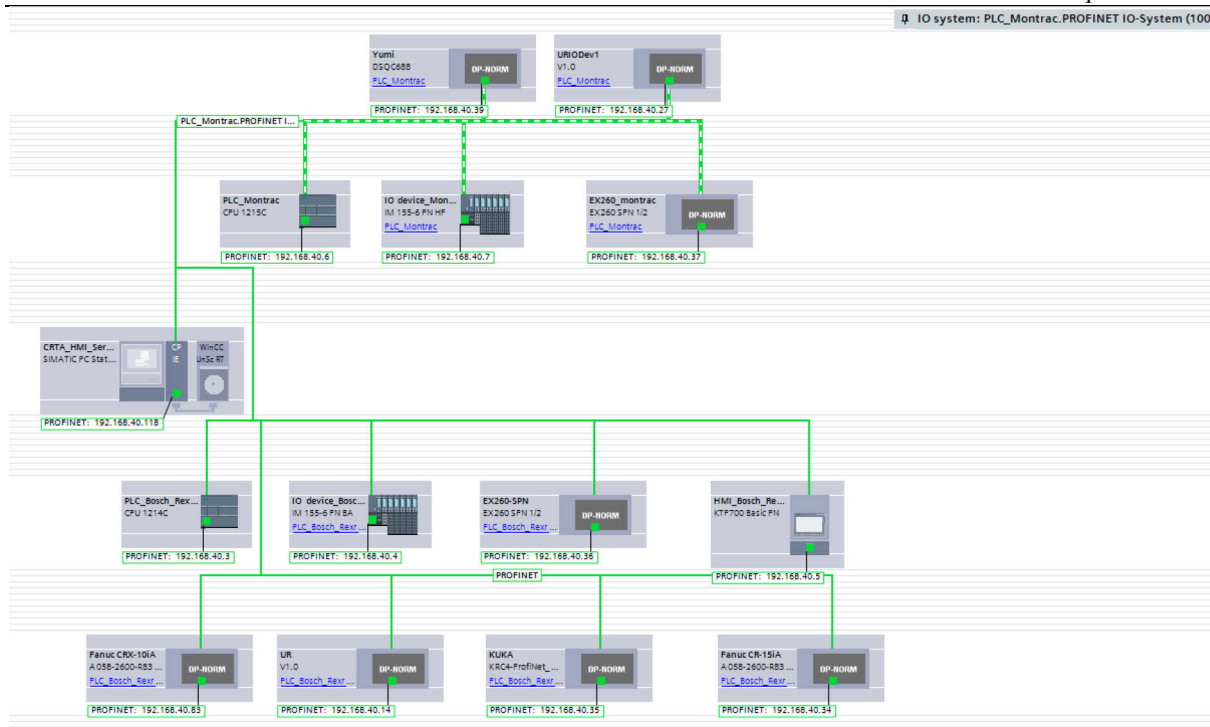 IO system: PLC_Montrac.PROFINET IO-System (100
Yumi
DSQC688
DP-NORM
PLC_Montrac
PROFINET: 192.168.40.39
URIODev1
V1.0
DP-NORM
PLC_Montrac
PROFINET: 192.168.40.27
PLC_Montrac.PROFINET I...
PLC_Montrac
CPU 1215C
PROFINET: 192.168.40.6
IO device_Mon...
IM 155-6 PN HF
PLC_Montrac
PROFINET: 192.168.40.7
EX260_montrac
EX260 SPN 1/2
DP-NORM
PLC_Montrac
PROFINET: 192.168.40.37
CRTA_HMI_Ser...
SIMATIC PC Stat...
CP
IE
WinCC
UnSc RT
PROFINET: 192.168.40.118
PLC_Bosch_Rex...
CPU 1214C
PROFINET: 192.168.40.3
IO device_Bosc...
IM 155-6 PN BA
PLC_Bosch_Rexr...
PROFINET: 192.168.40.4
EX260-SPN
EX260 SPN 1/2
DP-NORM
PLC_Bosch_Rexr...
PROFINET: 192.168.40.36
HMI_Bosch_Re...
KTP700 Basic PN
PROFINET: 192.168.40.5
PROFINET
Fanuc CRX-10iA
A05B-2600-R83 ...
DP-NORM
PLC_Bosch_Rexr...
PROFINET: 192.168.40.83
UR
V1.0
DP-NORM
PLC_Bosch_Rexr...
PROFINET: 192.168.40.14
KUKA
KRC4-ProfiNet_...
DP-NORM
PLC_Bosch_Rexr...
PROFINET: 192.168.40.35
Fanuc CR-15iA
A05B-2600-R83 ...
DP-NORM
PLC_Bosch_Rexr...
PROFINET: 192.168.40.34